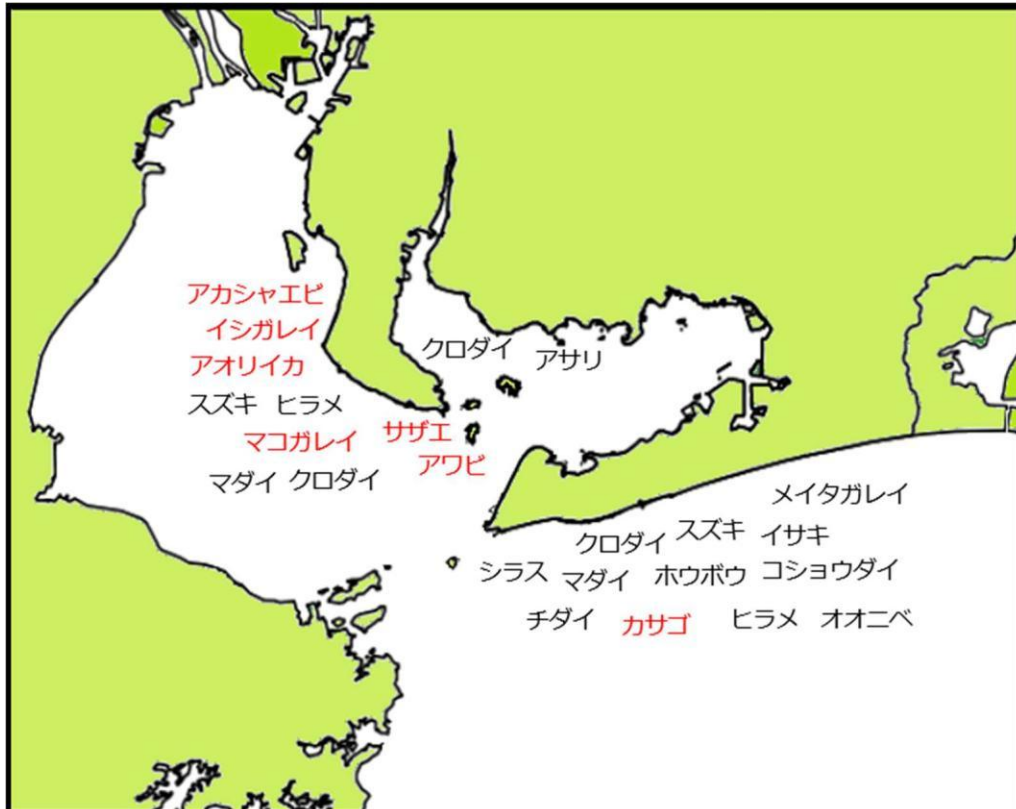 アカシャエビ
イシガレイ
アオリイカ
スズキ ヒラメ
マコガレイ
マダイ クロダイ
サザエ
アワビ
クロダイ アサリ
メイタガレイ
クロダイ スズキ イサキ
シラス マダイ ホウボウ コショウダイ
チダイ カサゴ ヒラメ オオニベ